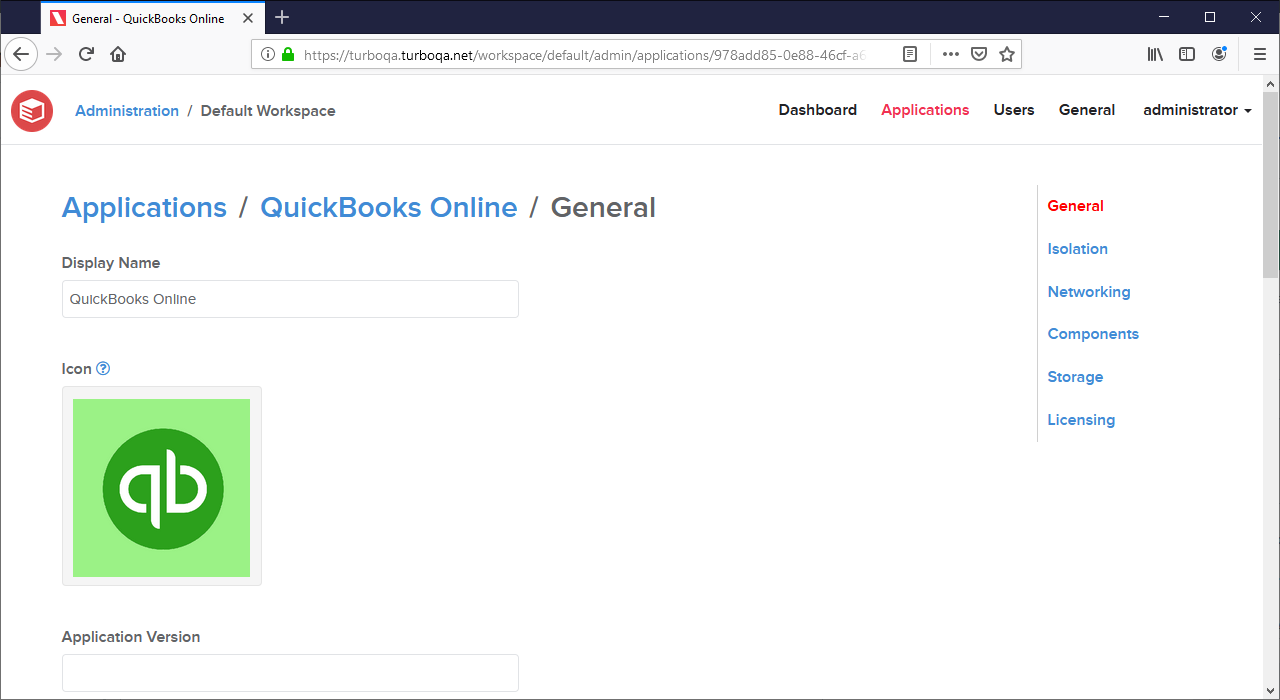 General - QuickBooks Online
https://turboqa.turboqa.net/workspace/default/admin/applications/978add85-0e88-46cf-a6
Administration / Default Workspace
Dashboard Applications Users General administrator
Applications / QuickBooks Online / General
General
Isolation
Networking
Components
Storage
Licensing
Display Name
QuickBooks Online
Icon ?
qb
Application Version